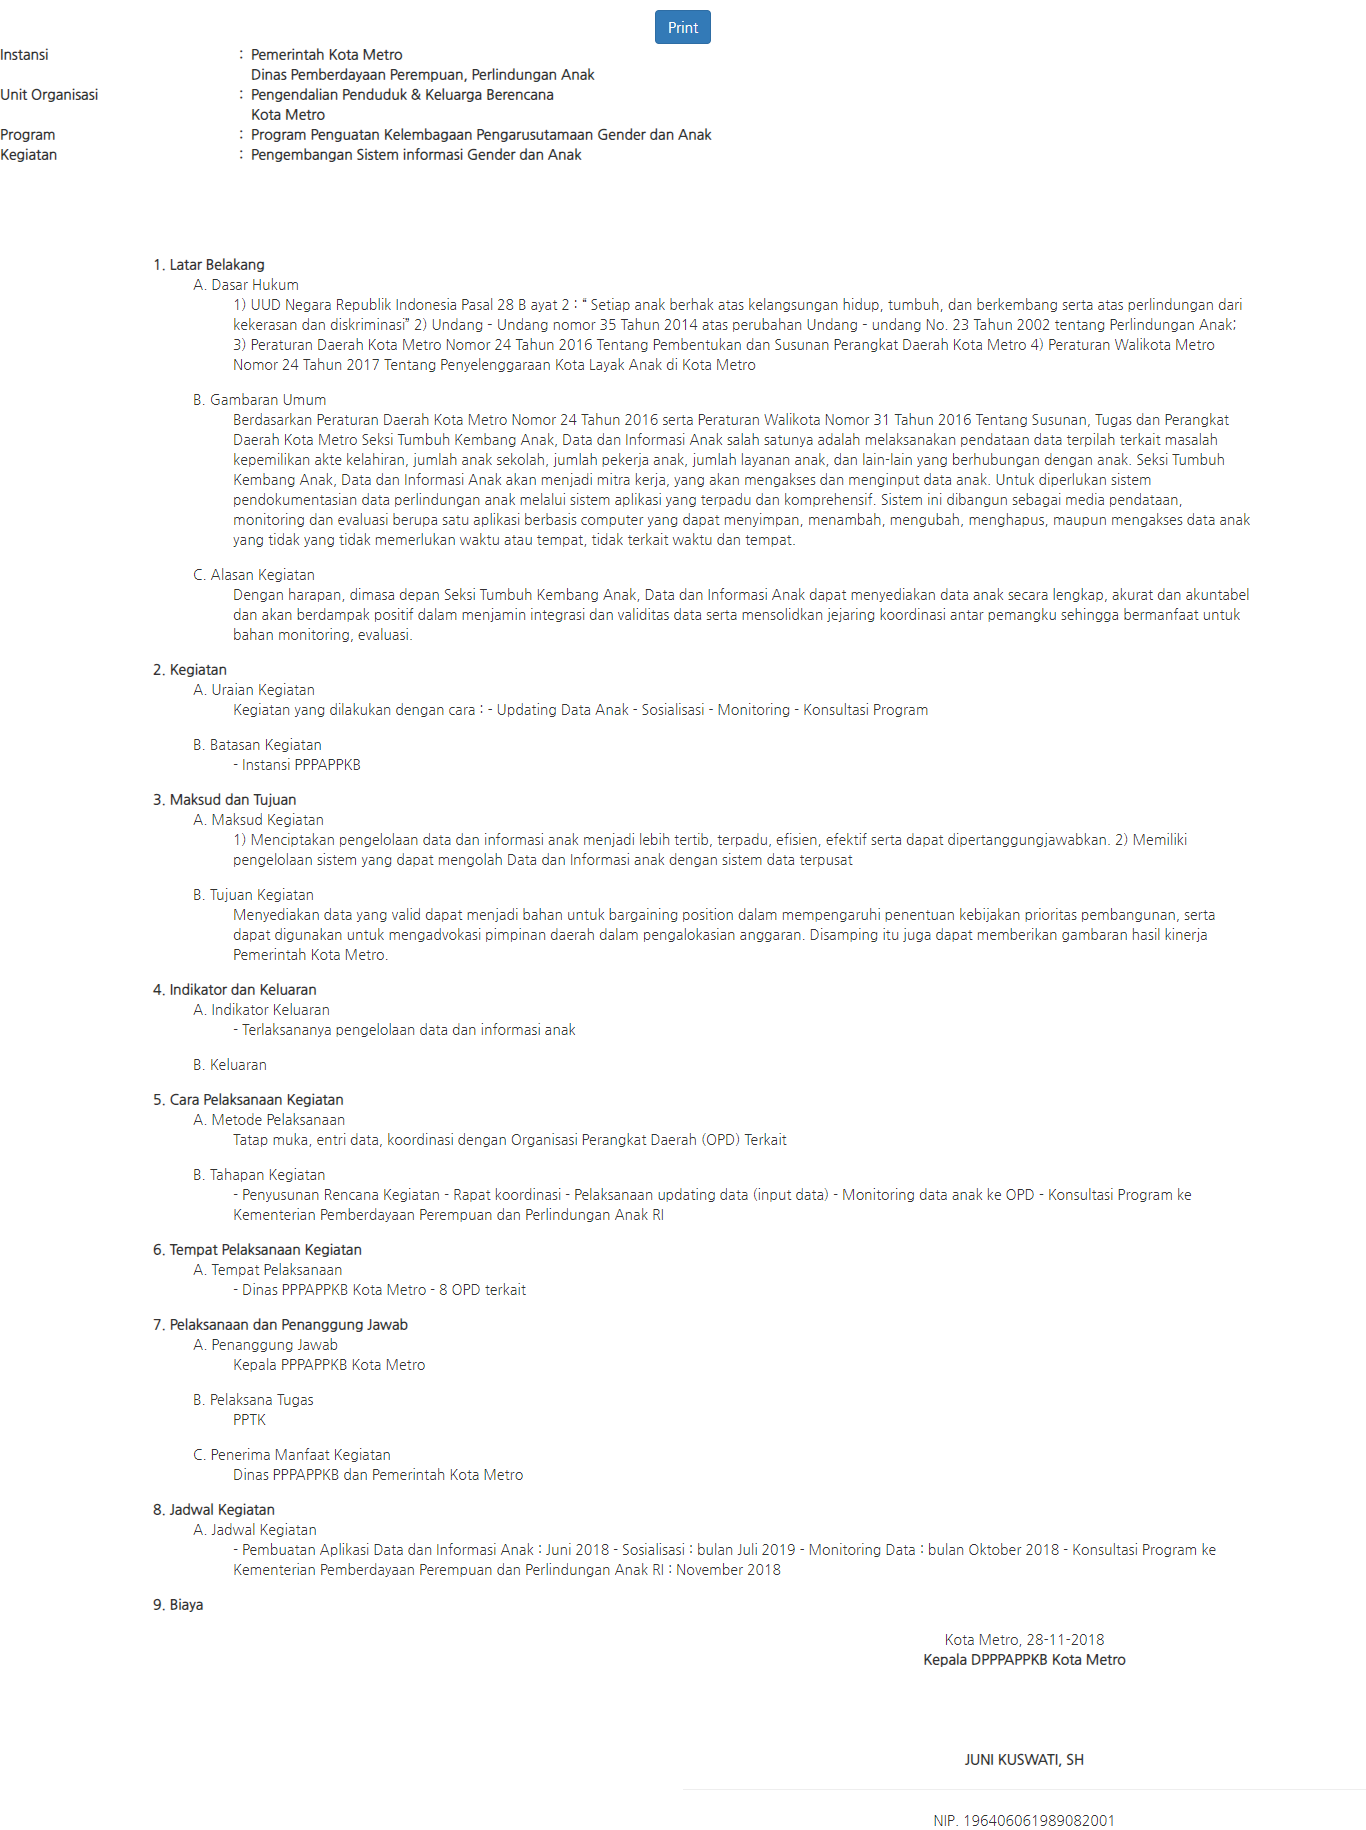 Print
Instansi : Pemerintah Kota Metro
Dinas Pemberdayaan Perempuan, Perlindungan Anak
Unit Organisasi : Pengendalian Penduduk & Keluarga Berencana
Kota Metro
Program : Program Penguatan Kelembagaan Pengarusutamaan Gender dan Anak
Kegiatan : Pengembangan Sistem informasi Gender dan Anak
1. Latar Belakang
A. Dasar Hukum
1) UUD Negara Republik Indonesia Pasal 28 B ayat 2 : “ Setiap anak berhak atas kelangsungan hidup, tumbuh, dan berkembang serta atas perlindungan dari
kekerasan dan diskriminasi” 2) Undang - Undang nomor 35 Tahun 2014 atas perubahan Undang - undang No. 23 Tahun 2002 tentang Perlindungan Anak;
3) Peraturan Daerah Kota Metro Nomor 24 Tahun 2016 Tentang Pembentukan dan Susunan Perangkat Daerah Kota Metro 4) Peraturan Walikota Metro
Nomor 24 Tahun 2017 Tentang Penyelenggaraan Kota Layak Anak di Kota Metro
B. Gambaran Umum
Berdasarkan Peraturan Daerah Kota Metro Nomor 24 Tahun 2016 serta Peraturan Walikota Nomor 31 Tahun 2016 Tentang Susunan, Tugas dan Perangkat
Daerah Kota Metro Seksi Tumbuh Kembang Anak, Data dan Informasi Anak salah satunya adalah melaksanakan pendataan data terpilah terkait masalah
kepemilikan akte kelahiran, jumlah anak sekolah, jumlah pekerja anak, jumlah layanan anak, dan lain-lain yang berhubungan dengan anak. Seksi Tumbuh
Kembang Anak, Data dan Informasi Anak akan menjadi mitra kerja, yang akan mengakses dan menginput data anak. Untuk diperlukan sistem
pendokumentasian data perlindungan anak melalui sistem aplikasi yang terpadu dan komprehensif. Sistem ini dibangun sebagai media pendataan,
monitoring dan evaluasi berupa satu aplikasi berbasis computer yang dapat menyimpan, menambah, mengubah, menghapus, maupun mengakses data anak
yang tidak yang tidak memerlukan waktu atau tempat, tidak terkait waktu dan tempat.
C. Alasan Kegiatan
Dengan harapan, dimasa depan Seksi Tumbuh Kembang Anak, Data dan Informasi Anak dapat menyediakan data anak secara lengkap, akurat dan akuntabel
dan akan berdampak positif dalam menjamin integrasi dan validitas data serta mensolidkan jejaring koordinasi antar pemangku sehingga bermanfaat untuk
bahan monitoring, evaluasi.
2. Kegiatan
A. Uraian Kegiatan
Kegiatan yang dilakukan dengan cara : - Updating Data Anak - Sosialisasi - Monitoring - Konsultasi Program
B. Batasan Kegiatan
- Instansi PPPAPPKB
3. Maksud dan Tujuan
A. Maksud Kegiatan
1) Menciptakan pengelolaan data dan informasi anak menjadi lebih tertib, terpadu, efisien, efektif serta dapat dipertanggungjawabkan. 2) Memiliki
pengelolaan sistem yang dapat mengolah Data dan Informasi anak dengan sistem data terpusat
B. Tujuan Kegiatan
Menyediakan data yang valid dapat menjadi bahan untuk bargaining position dalam mempengaruhi penentuan kebijakan prioritas pembangunan, serta
dapat digunakan untuk mengadvokasi pimpinan daerah dalam pengalokasian anggaran. Disamping itu juga dapat memberikan gambaran hasil kinerja
Pemerintah Kota Metro.
4. Indikator dan Keluaran
A. Indikator Keluaran
- Terlaksananya pengelolaan data dan informasi anak
B. Keluaran
5. Cara Pelaksanaan Kegiatan
A. Metode Pelaksanaan
Tatap muka, entri data, koordinasi dengan Organisasi Perangkat Daerah (OPD) Terkait
B. Tahapan Kegiatan
- Penyusunan Rencana Kegiatan - Rapat koordinasi - Pelaksanaan updating data (input data) - Monitoring data anak ke OPD - Konsultasi Program ke
Kementerian Pemberdayaan Perempuan dan Perlindungan Anak RI
6. Tempat Pelaksanaan Kegiatan
A. Tempat Pelaksanaan
- Dinas PPPAPPKB Kota Metro - 8 OPD terkait
7. Pelaksanaan dan Penanggung Jawab
A. Penanggung Jawab
Kepala PPPAPPKB Kota Metro
B. Pelaksana Tugas
PPTK
C. Penerima Manfaat Kegiatan
Dinas PPPAPPKB dan Pemerintah Kota Metro
8. Jadwal Kegiatan
A. Jadwal Kegiatan
- Pembuatan Aplikasi Data dan Informasi Anak : Juni 2018 - Sosialisasi : bulan Juli 2019 - Monitoring Data : bulan Oktober 2018 - Konsultasi Program ke
Kementerian Pemberdayaan Perempuan dan Perlindungan Anak RI : November 2018
9. Biaya
Kota Metro, 28-11-2018
Kepala DPPPAPPKB Kota Metro
JUNI KUSWATI, SH
NIP. 196406061989082001